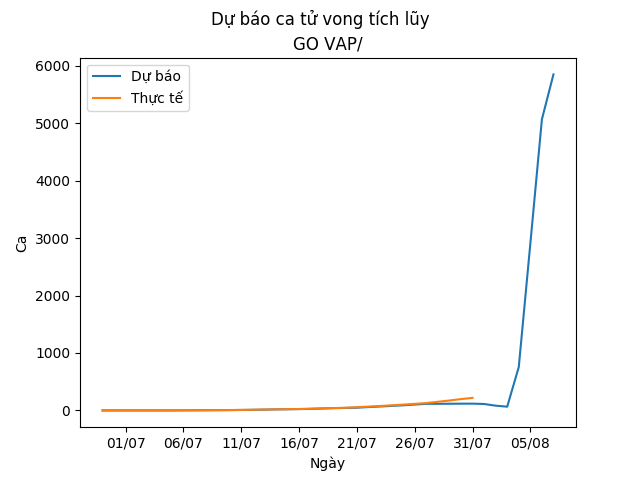 Dự báo ca tử vong tích lũy
GO VAP/
Dự báo
Thực tế
6000
5000
4000
3000
2000
1000
0
Ca
01/07 06/07 11/07 16/07 21/07 26/07 31/07 05/08
Ngày